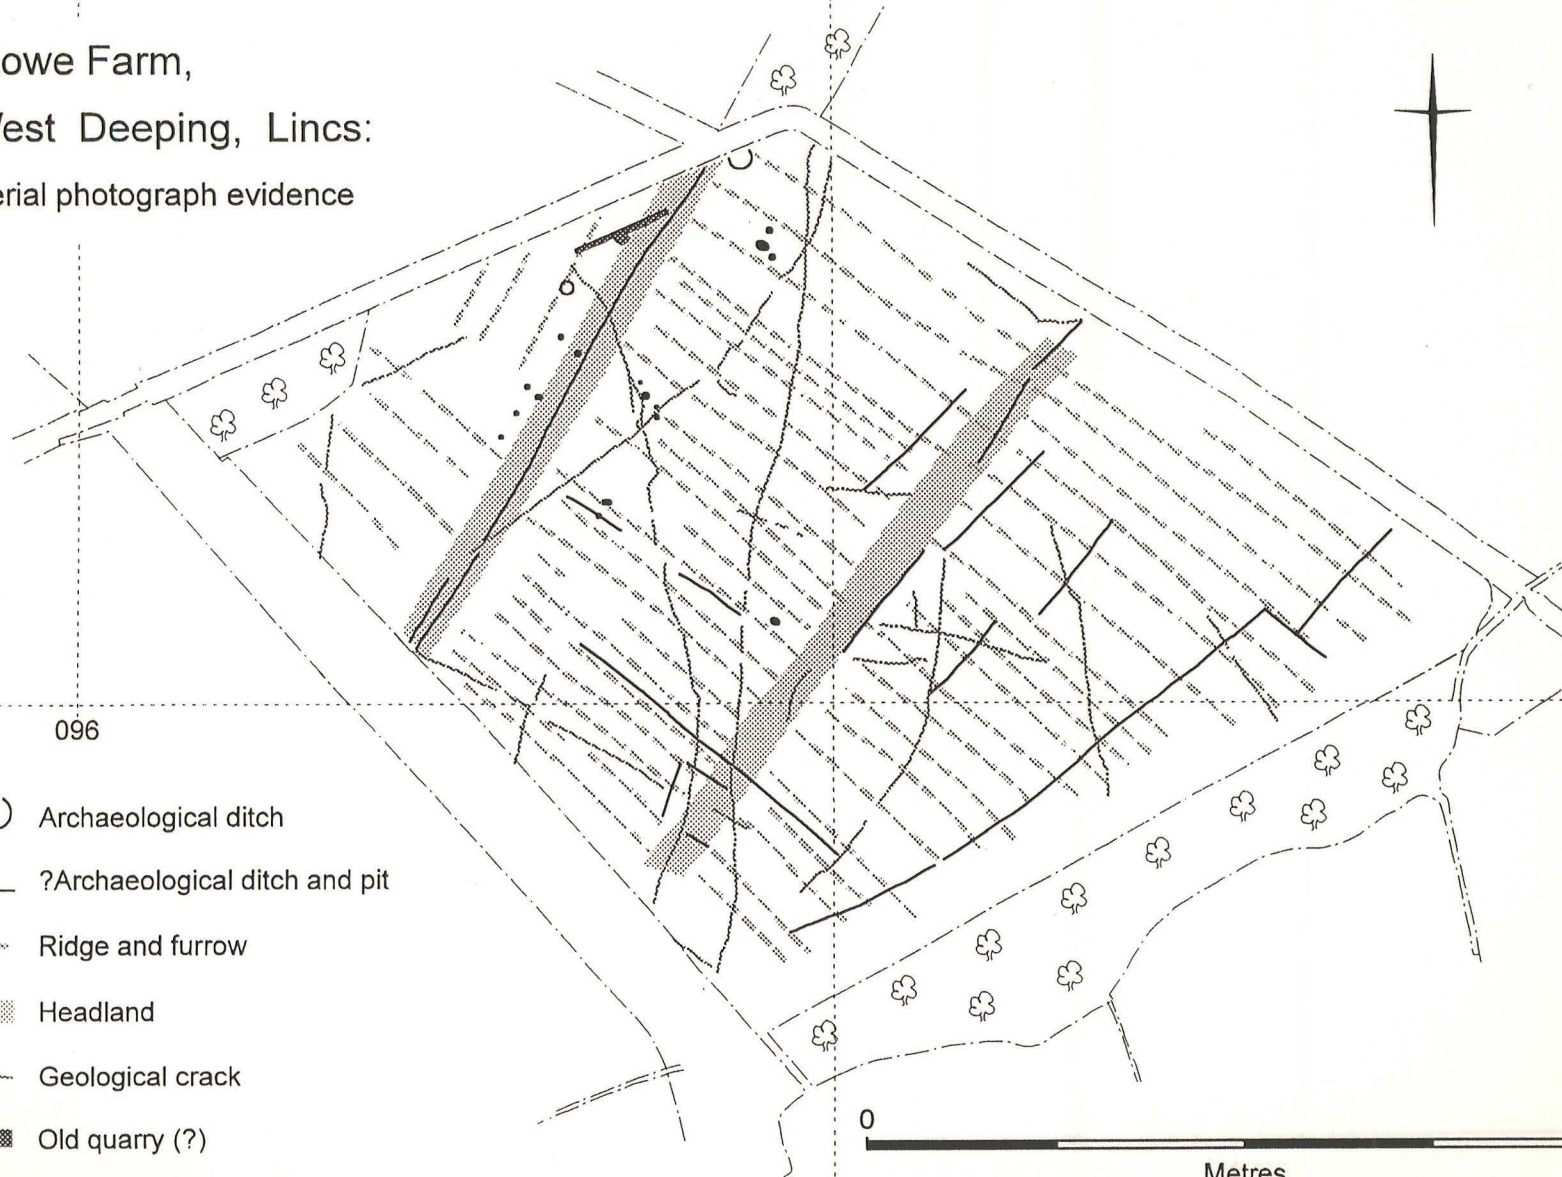 owe Farm,
est Deeping, Lincs:
erial photograph evidence
096
Archaeological ditch
?Archaeological ditch and pit
Ridge and furrow
Headland
Geological crack
Old quarry (?)
0
Metres